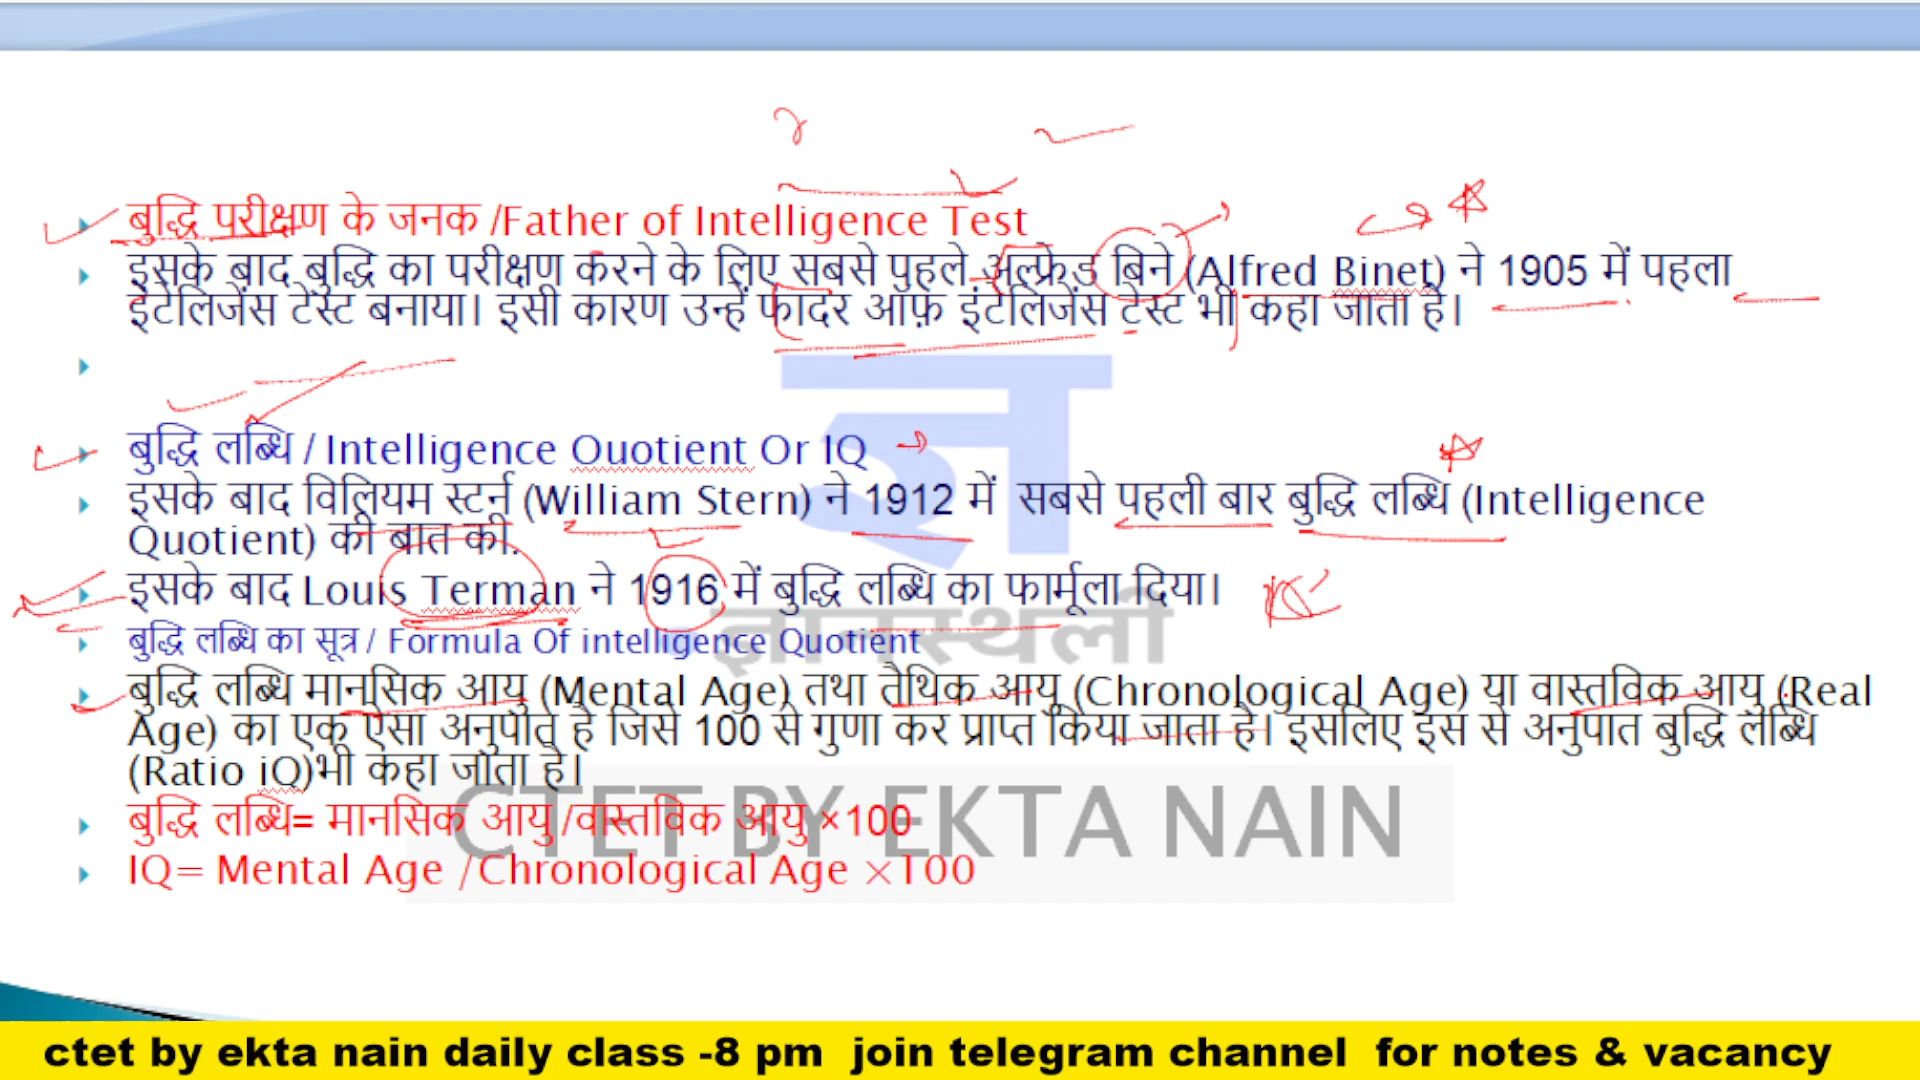 बुद्धि परीक्षण के जनक /Father of Intelligence Test
इसके बाद बुद्धि का परीक्षण करने के लिए सबसे पहले अल्फ्रेड बिने (Alfred Binet) ने 1905 में पहला
इंटेलिजेंस टेस्ट बनाया। इसी कारण उन्हें फादर ऑफ़ इंटेलिजेंस टेस्ट भी कहा जाता है।
बुद्धि लब्धि / Intelligence Quotient Or IQ
इसके बाद विलियम स्टर्न (William Stern) ने 1912 में सबसे पहली बार बुद्धि लब्धि (Intelligence
Quotient) की बात की.
इसके बाद Louis Terman ने 1916 में बुद्धि लब्धि का फार्मूला दिया।
बुद्धि लब्धि का सूत्र / Formula Of intelligence Quotient
बुद्धि लब्धि मानसिक आयु (Mental Age) तथा तैथिक आयु (Chronological Age) या वास्तविक आयु (Real
Age) का एक ऐसा अनुपात है जिसे 100 से गुणा कर प्राप्त किया जाता है। इसलिए इस से अनुपात बुद्धि लब्धि
(Ratio iQ)भी कहा जाता है।
बुद्धि लब्धि= मानसिक आयु /वास्तविक आयु ×100
IQ= Mental Age /Chronological Age ×100
ज्ञ
ज्ञानस्थली
CTET BY EKTA NAIN
ctet by ekta nain daily class -8 pm join telegram channel for notes & vacancy